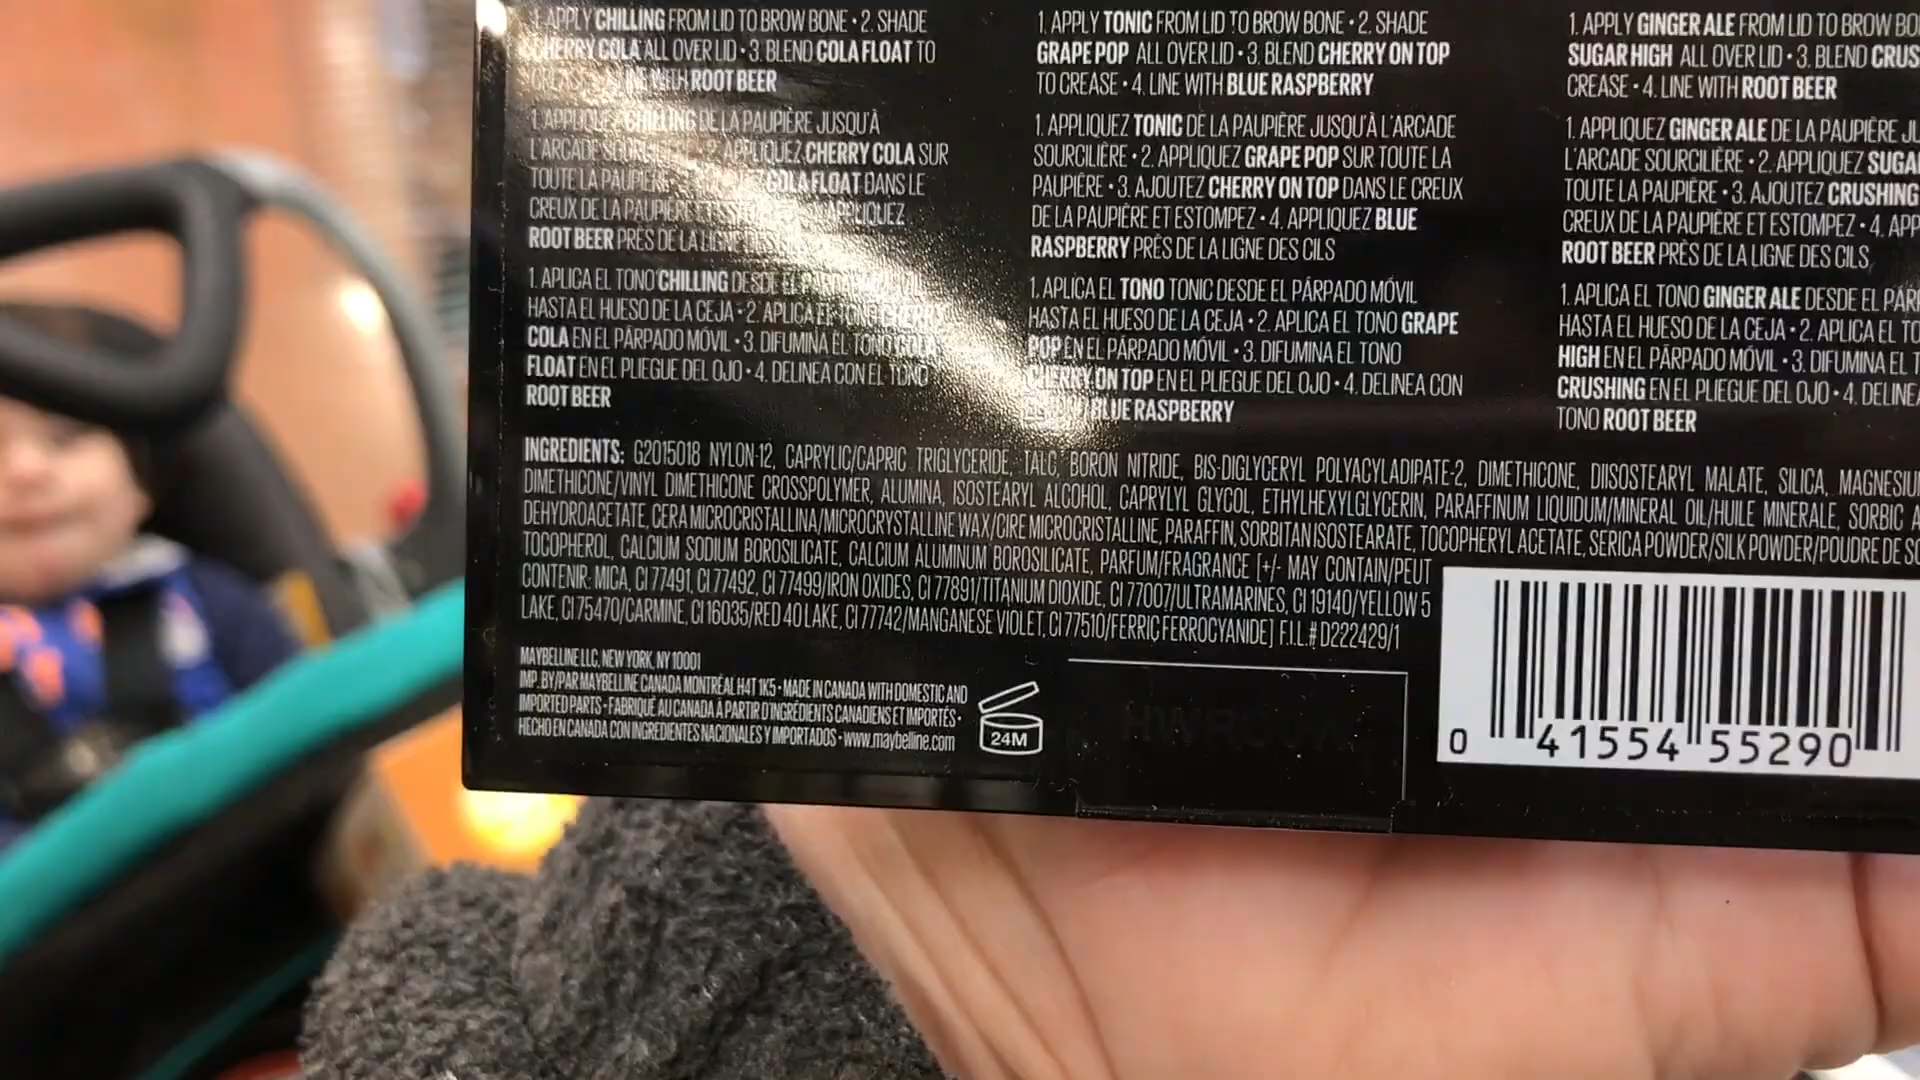 1. APPLY CHILLING FROM LID TO BROW BONE • 2. SHADE
CHERRY COLA ALL OVER LID • 3. BLEND COLA FLOAT TO
CREASE • 4. LINE WITH ROOT BEER
1. APPLIQUEZ CHILLING DE LA PAUPIÈRE JUSQU'À
L'ARCADE SOURCILIÈRE • 2. APPLIQUEZ CHERRY COLA SUR
TOUTE LA PAUPIÈRE COLA FLOAT DANS LE
CREUX DE LA PAUPIÈRE ET APPLIQUEZ
ROOT BEER PRÈS DE LA LIGNE DES CILS
1. APLICA EL TONO CHILLING DESDE EL PÁRPADO MÓVIL
HASTA EL HUESO DE LA CEJA • 2. APLICA EL TONO CHERRY
COLA EN EL PÁRPADO MÓVIL • 3. DIFUMINA EL TONO COLA
FLOAT EN EL PLIEGUE DEL OJO • 4. DELINEA CON EL TONO
ROOT BEER
1. APPLY TONIC FROM LID TO BROW BONE • 2. SHADE
GRAPE POP ALL OVER LID • 3. BLEND CHERRY ON TOP
TO CREASE • 4. LINE WITH BLUE RASPBERRY
1. APPLIQUEZ TONIC DE LA PAUPIÈRE JUSQU'À L'ARCADE
SOURCILIÈRE • 2. APPLIQUEZ GRAPE POP SUR TOUTE LA
PAUPIÈRE • 3. AJOUTEZ CHERRY ON TOP DANS LE CREUX
DE LA PAUPIÈRE ET ESTOMPEZ • 4. APPLIQUEZ BLUE
RASPBERRY PRÈS DE LA LIGNE DES CILS
1. APLICA EL TONO TONIC DESDE EL PÁRPADO MÓVIL
HASTA EL HUESO DE LA CEJA • 2. APLICA EL TONO GRAPE
POP EN EL PÁRPADO MÓVIL • 3. DIFUMINA EL TONO
CHERRY ON TOP EN EL PLIEGUE DEL OJO • 4. DELINEA CON
BLUE RASPBERRY
1. APPLY GINGER ALE FROM LID TO BROW BO
SUGAR HIGH ALL OVER LID • 3. BLEND CRUS
CREASE • 4. LINE WITH ROOT BEER
1. APPLIQUEZ GINGER ALE DE LA PAUPIÈRE JU
L'ARCADE SOURCILIÈRE • 2. APPLIQUEZ SUGA
TOUTE LA PAUPIÈRE • 3. AJOUTEZ CRUSHING
CREUX DE LA PAUPIÈRE ET ESTOMPEZ • 4. APP
ROOT BEER PRÈS DE LA LIGNE DES CILS
1. APLICA EL TONO GINGER ALE DESDE EL PÁR
HASTA EL HUESO DE LA CEJA • 2. APLICA EL TO
HIGH EN EL PÁRPADO MÓVIL • 3. DIFUMINA EL T
CRUSHING EN EL PLIEGUE DEL OJO • 4. DELINEA
TONO ROOT BEER
INGREDIENTS: G2015018 NYLON-12, CAPRYLIC/CAPRIC TRIGLYCERIDE, TALC, BORON NITRIDE, BIS-DIGLYCERYL POLYACYLADIPATE-2, DIMETHICONE, DIISOSTEARYL MALATE, SILICA, MAGNESIU
DIMETHICONE/VINYL DIMETHICONE CROSSPOLYMER, ALUMINA, ISOSTEARYL ALCOHOL, CAPRYLYL GLYCOL, ETHYLHEXYLGLYCERIN, PARAFFINUM LIQUIDUM/MINERAL OIL/HUILE MINERALE, SORBIC A
DEHYDROACETATE, CERA MICROCRISTALLINA/MICROCRYSTALLINE WAX/CIRE MICROCRISTALLINE, PARAFFIN, SORBITAN ISOSTEARATE, TOCOPHERYL ACETATE, SERICA POWDER/SILK POWDER/POUDRE DE SO
TOCOPHEROL, CALCIUM SODIUM BOROSILICATE, CALCIUM ALUMINUM BOROSILICATE, PARFUM/FRAGRANCE [+/- MAY CONTAIN/PEUT
CONTENIR: MICA, CI 77491, CI 77492, CI 77499/IRON OXIDES, CI 77891/TITANIUM DIOXIDE, CI 77007/ULTRAMARINES, CI 19140/YELLOW 5
LAKE, CI 75470/CARMINE, CI 16035/RED 40 LAKE, CI 77742/MANGANESE VIOLET, CI 77510/FERRIC FERROCYANIDE] F.I.L.# D222429/1
MAYBELLINE LLC, NEW YORK, NY 10001
IMP. BY/PAR MAYBELLINE CANADA MONTRÉAL H4T 1K5 • MADE IN CANADA WITH DOMESTIC AND
IMPORTED PARTS • FABRIQUÉ AU CANADA À PARTIR D'INGRÉDIENTS CANADIENS ET IMPORTÉS •
HECHO EN CANADA CON INGREDIENTES NACIONALES Y IMPORTADOS • www.maybelline.com
24M
0 41554 55290